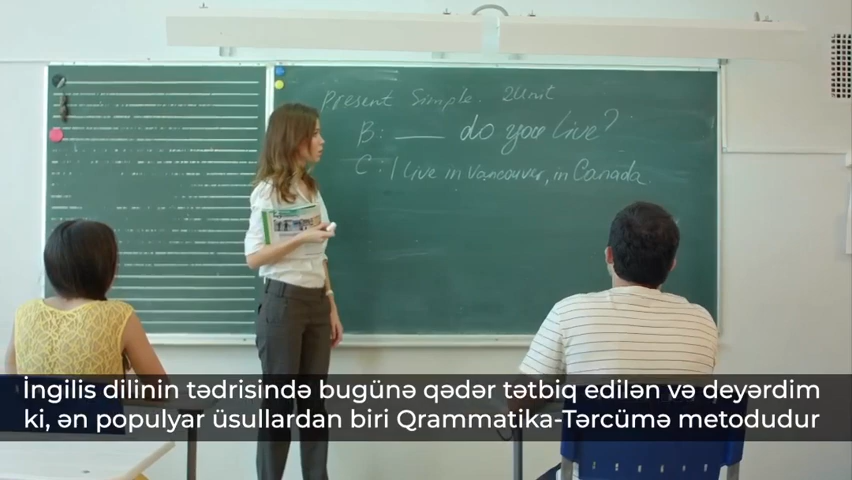 Present Simple. 2Unit
B: ___ do you live?
C: I live in Vancouver, in Canada.
İngilis dilinin tədrisində bugünə qədər tətbiq edilən və deyərdim
ki, ən populyar üsullardan biri Qrammatika-Tərcümə metodudur